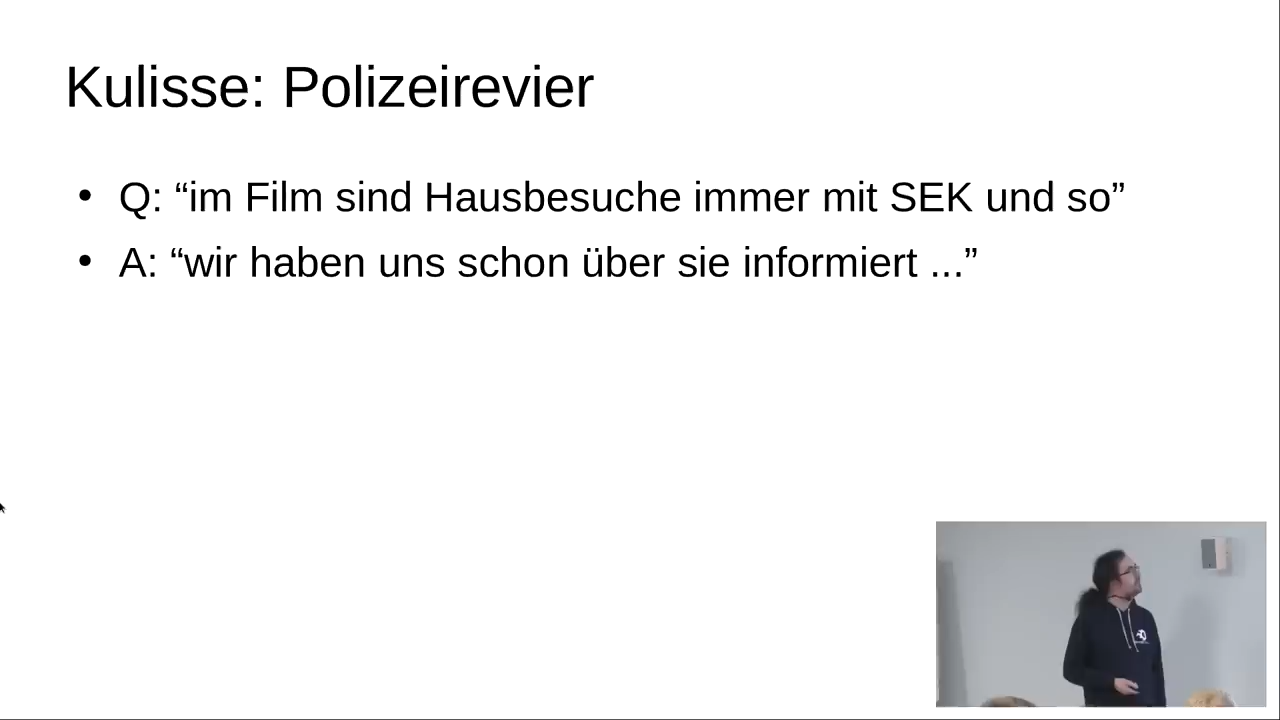 Kulisse: Polizeirevier
• Q: “im Film sind Hausbesuche immer mit SEK und so”
• A: “wir haben uns schon über sie informiert ...”